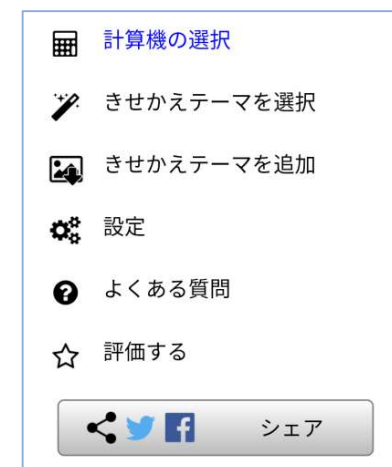 計算機の選択
きせかえテーマを選択
きせかえテーマを追加
設定
よくある質問
評価する
シェア